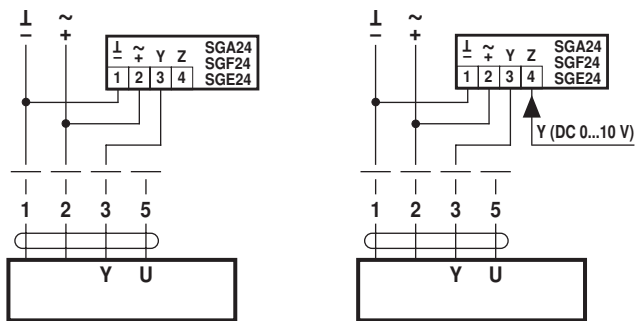 ⊥ ~
– +
⊥ ~ Y Z SGA24
– + SGF24
1 2 3 4 SGE24
1 2 3 5
Y U
⊥ ~
– +
⊥ ~ Y Z SGA24
– + SGF24
1 2 3 4 SGE24
Y (DC 0...10 V)
1 2 3 5
Y U